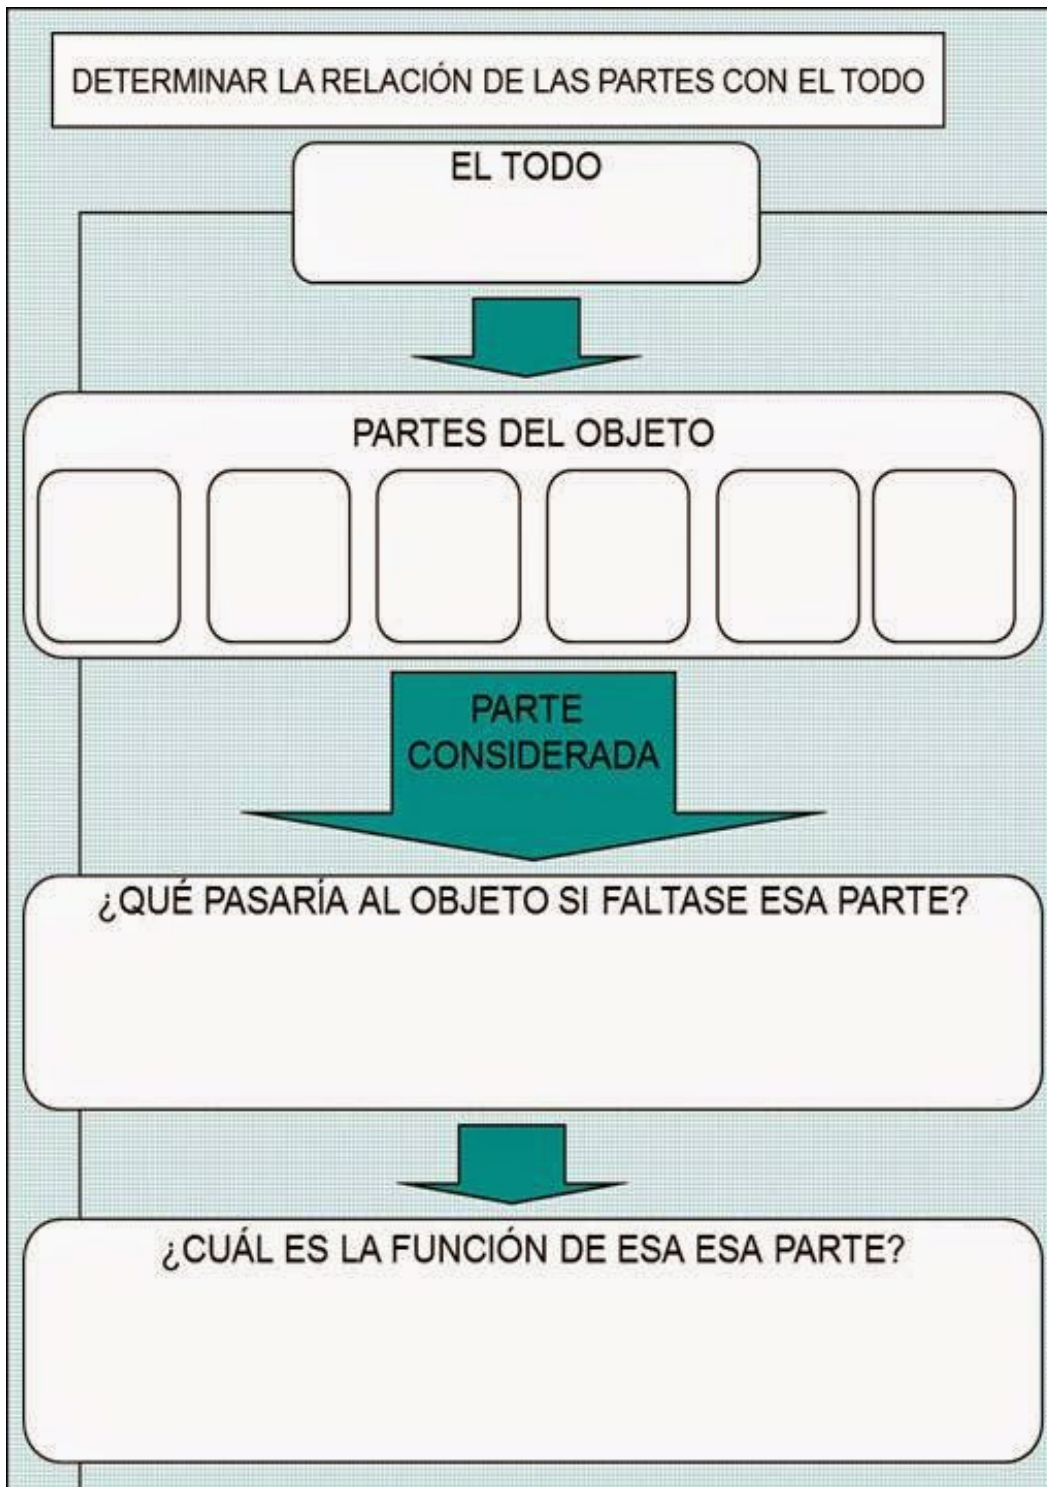 DETERMINAR LA RELACIÓN DE LAS PARTES CON EL TODO
EL TODO
PARTES DEL OBJETO
PARTE
CONSIDERADA
¿QUÉ PASARÍA AL OBJETO SI FALTASE ESA PARTE?
¿CUÁL ES LA FUNCIÓN DE ESA ESA PARTE?